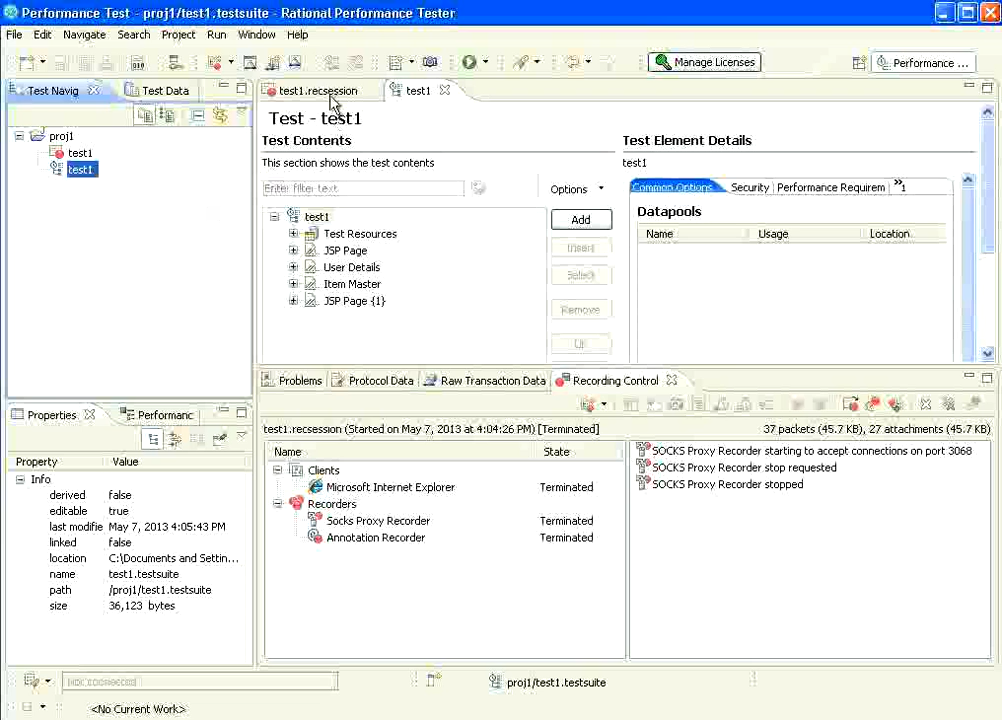 Performance Test - proj1/test1.testsuite - Rational Performance Tester
File Edit Navigate Search Project Run Window Help
Manage Licenses
Performance ...
Test Navig
Test Data
proj1
test1
test1
test1.recsession
test1
Test - test1
Test Contents
This section shows the test contents
Enter filter text
Options
test1
Test Resources
JSP Page
User Details
Item Master
JSP Page {1}
Add
Insert
Select
Remove
Test Element Details
test1
Common Options Security Performance Requirem »1
Datapools
Name Usage Location
Properties
Performanc
Property Value
Info
derived false
editable true
last modifie May 7, 2013 4:05:43 PM
linked false
location C:\Documents and Settin...
name test1.testsuite
path /proj1/test1.testsuite
size 36,123 bytes
Problems Protocol Data Raw Transaction Data Recording Control
test1.recsession (Started on May 7, 2013 at 4:04:26 PM) [Terminated]
37 packets (45.7 KB), 27 attachments (45.7 KB)
Name State
Clients
Microsoft Internet Explorer Terminated
Recorders
Socks Proxy Recorder Terminated
Annotation Recorder Terminated
SOCKS Proxy Recorder starting to accept connections on port 3068
SOCKS Proxy Recorder stop requested
SOCKS Proxy Recorder stopped
proj1/test1.testsuite
<No Current Work>